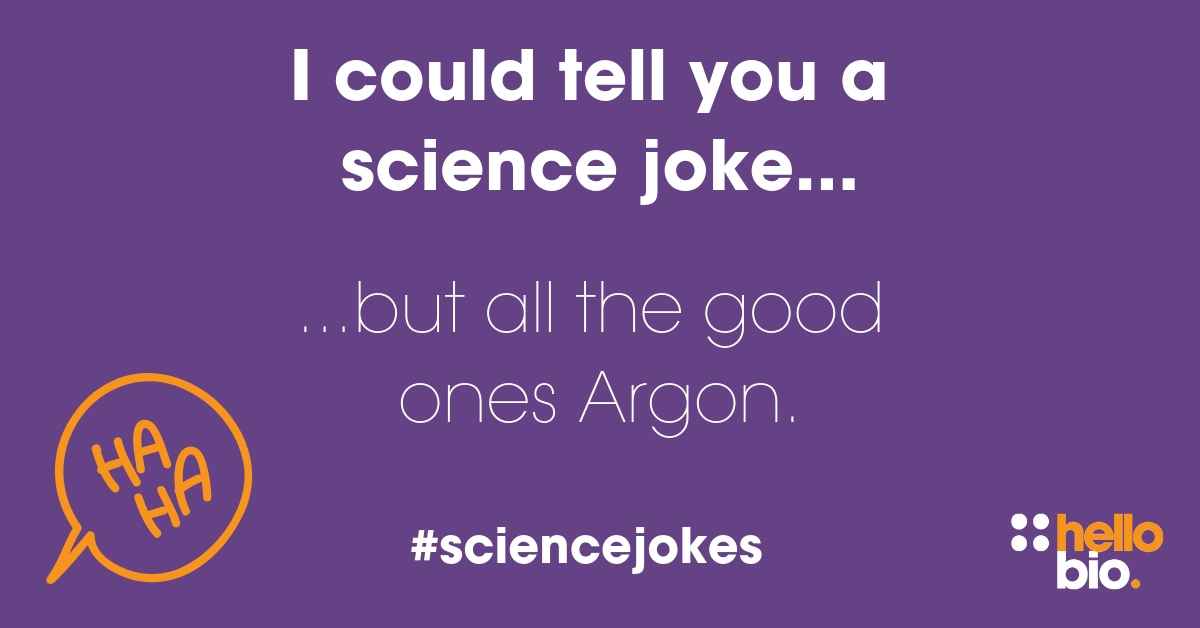 I could tell you a
science joke...
...but all the good
ones Argon.
HA
HA
#sciencejokes
hello
bio.